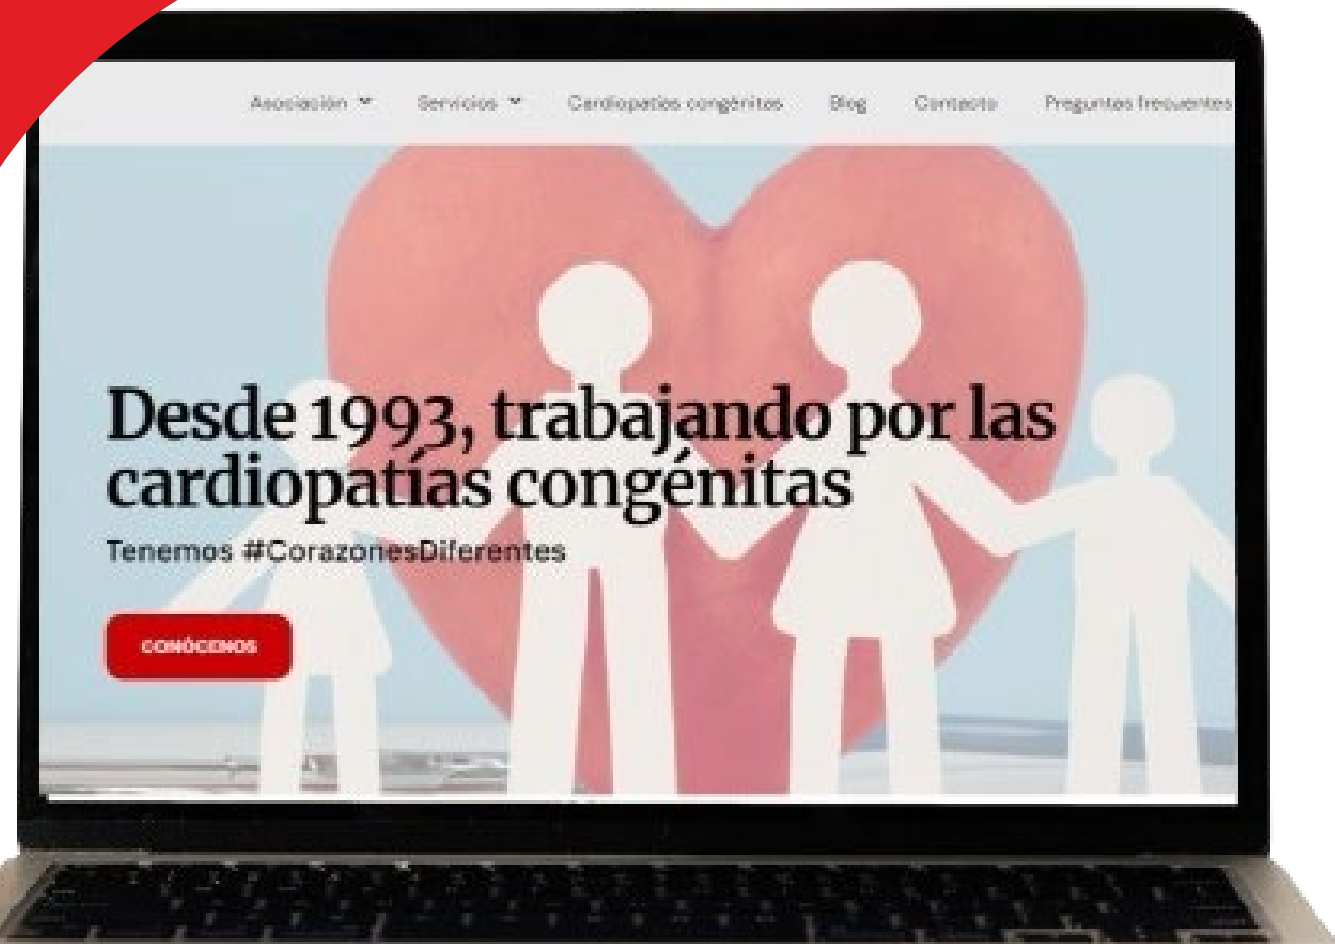 Asociación Servicios Cardiopatías congénitas Blog Contacto Preguntas frecuentes
Desde 1993, trabajando por las
cardiopatías congénitas
Tenemos #CorazonesDiferentes
CONÓCENOS